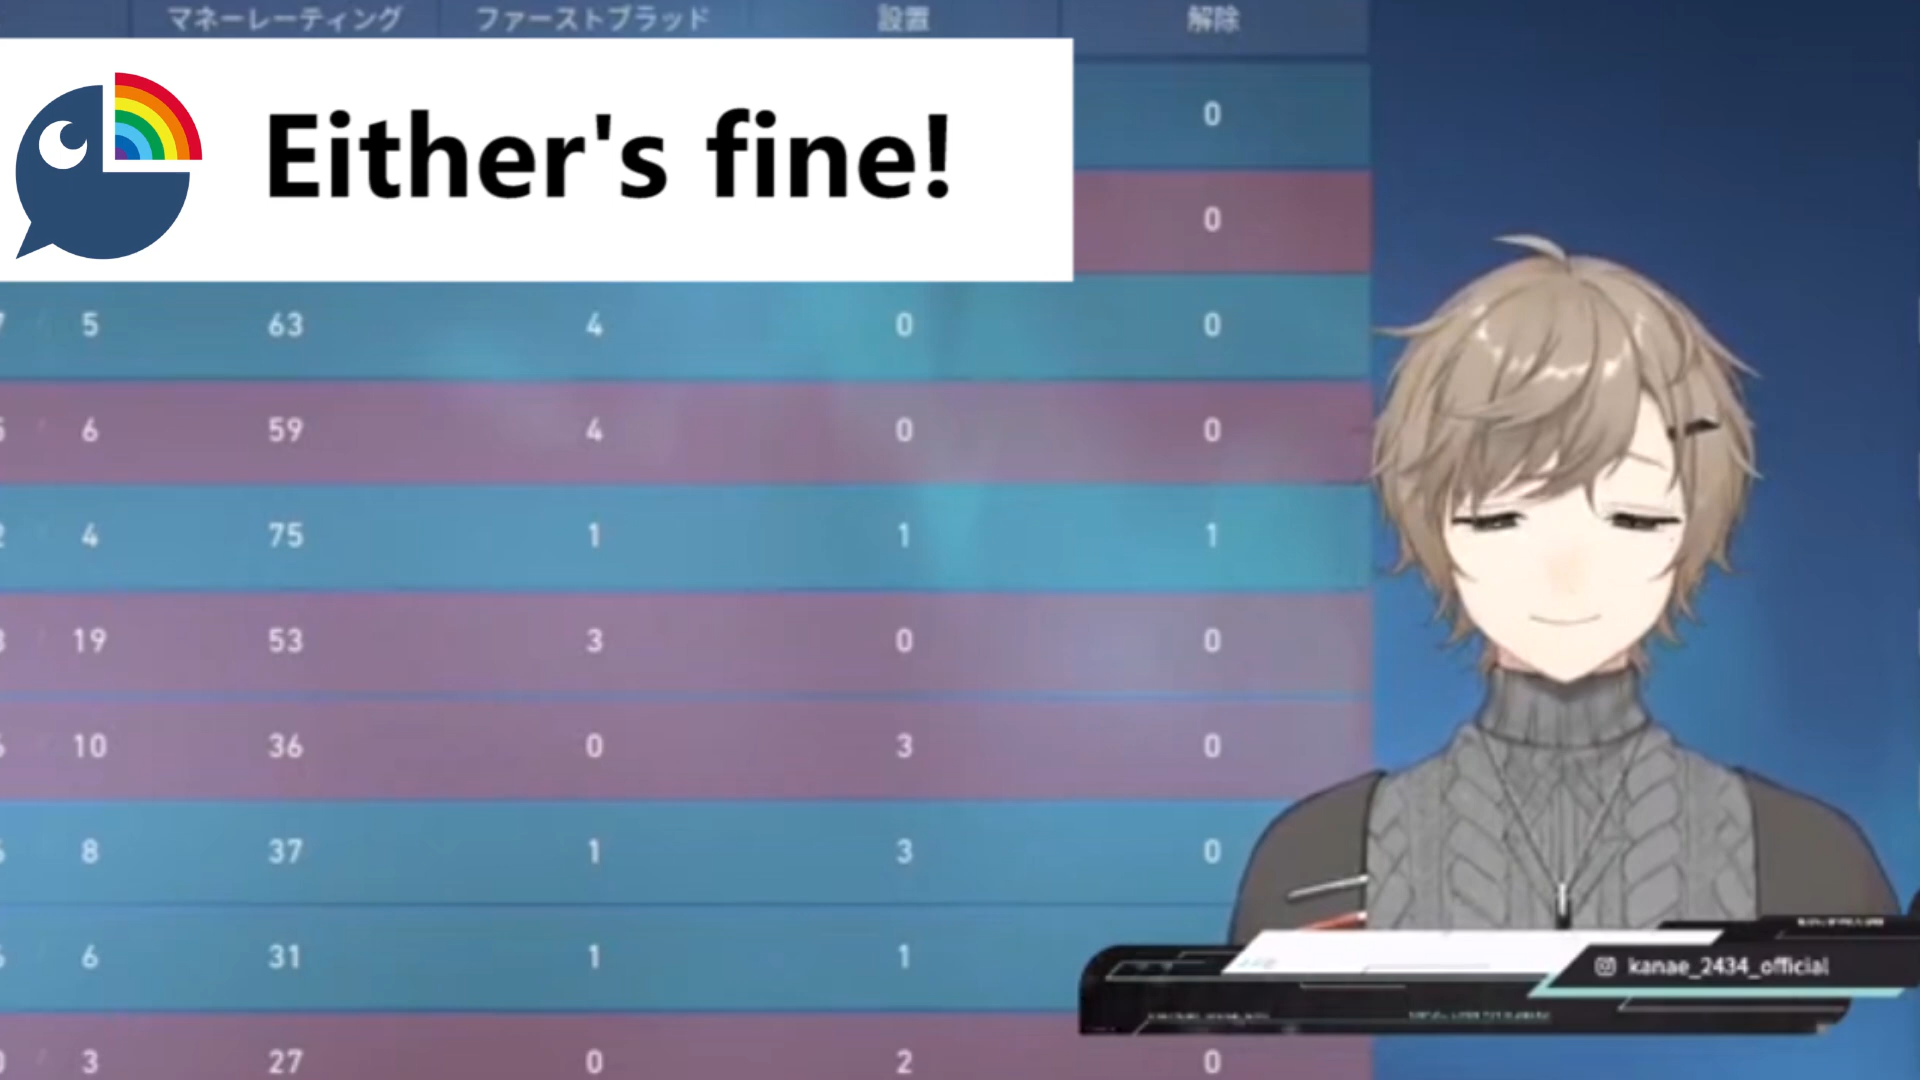 マネーレーティング ファーストブラッド 設置 解除
Either's fine!
0
0
5 63 4 0 0
6 59 4 0 0
4 75 1 1 1
19 53 3 0 0
10 36 0 3 0
8 37 1 3 0
6 31 1 1
kanae_2434_official
3 27 0 2 0